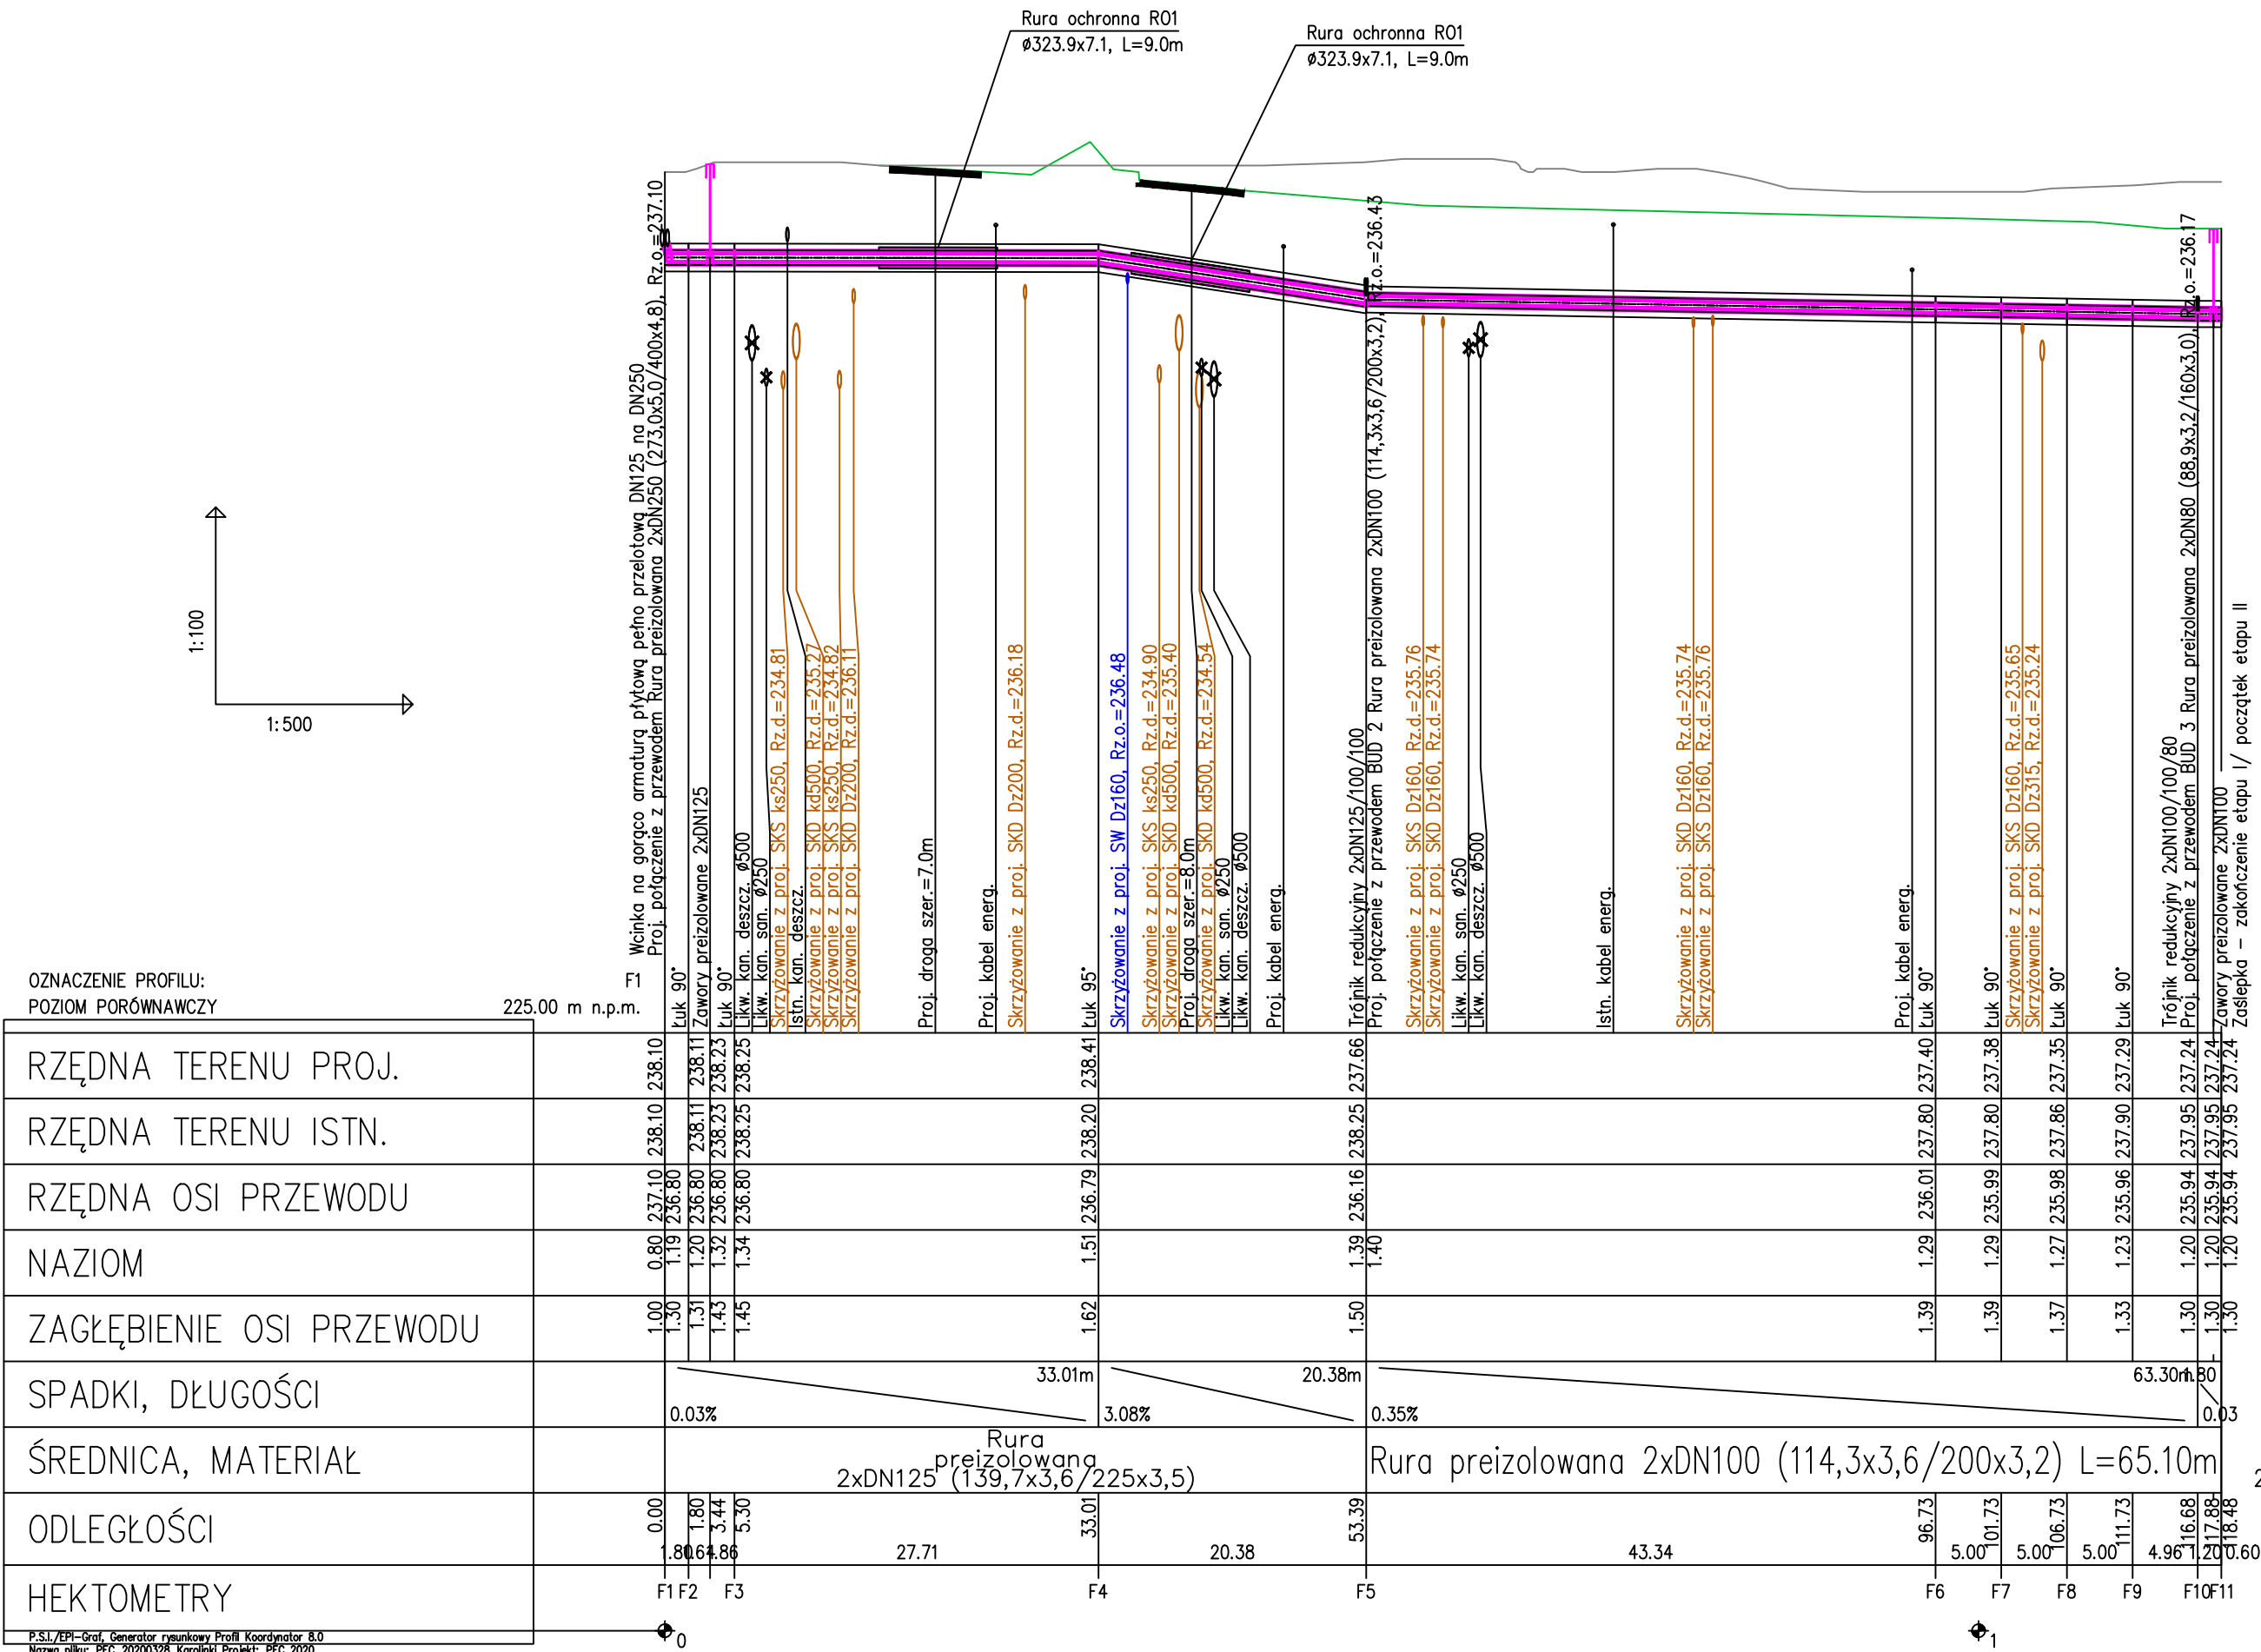 Rura ochronna RO1
ø323.9x7.1, L=9.0m
Rura ochronna RO1
ø323.9x7.1, L=9.0m
1:100
1:500
Wcinka na gorąco armaturą płytową pełno przelotową DN125 na DN250
Proj. połączenie z przewodem Rura preizolowana 2xDN250 (273,0x5,0/400x4,8), Rz.o.=237.10
Łuk 90°
Zawory preizolowane 2xDN125
Łuk 90°
Likw. kan. deszcz. ø500
Likw. kan. san. ø250
Skrzyżowanie z proj. SKS ks250, Rz.d.=234.81
Istn. kan. deszcz.
Skrzyżowanie z proj. SKD kd500, Rz.d.=235.27
Skrzyżowanie z proj. SKS ks250, Rz.d.=234.82
Skrzyżowanie z proj. SKD Dz200, Rz.d.=236.11
Proj. droga szer.=7.0m
Proj. kabel energ.
Skrzyżowanie z proj. SKD Dz200, Rz.d.=236.18
Łuk 95°
Skrzyżowanie z proj. SW Dz160, Rz.o.=236.48
Skrzyżowanie z proj. SKS ks250, Rz.d.=234.90
Skrzyżowanie z proj. SKD kd500, Rz.d.=235.40
Proj. droga szer.=8.0m
Skrzyżowanie z proj. SKD kd500, Rz.d.=234.54
Likw. kan. san. ø250
Likw. kan. deszcz. ø500
Proj. kabel energ.
Trójnik redukcyjny 2xDN125/100/100
Proj. połączenie z przewodem BUD 2 Rura preizolowana 2xDN100 (114,3x3,6/200x3,2), Rz.o.=236.43
Skrzyżowanie z proj. SKS Dz160, Rz.d.=235.76
Skrzyżowanie z proj. SKD Dz160, Rz.d.=235.74
Likw. kan. san. ø250
Likw. kan. deszcz. ø500
Istn. kabel energ.
Skrzyżowanie z proj. SKD Dz160, Rz.d.=235.74
Skrzyżowanie z proj. SKS Dz160, Rz.d.=235.76
Proj. kabel energ.
Łuk 90°
Łuk 90°
Skrzyżowanie z proj. SKS Dz160, Rz.d.=235.65
Skrzyżowanie z proj. SKD Dz315, Rz.d.=235.24
Łuk 90°
Łuk 90°
Trójnik redukcyjny 2xDN100/100/80
Proj. połączenie z przewodem BUD 3 Rura preizolowana 2xDN80 (88,9x3,2/160x3,0), Rz.o.=236.17
Zawory preizolowane 2xDN100
Zaślepka – zakończenie etapu I/ początek etapu II
OZNACZENIE PROFILU: F1
POZIOM PORÓWNAWCZY 225.00 m n.p.m.
RZĘDNA TERENU PROJ. 238.10 238.11 238.23 238.25 238.41 237.66 237.40 237.38 237.35 237.29 237.24 237.24 237.24
RZĘDNA TERENU ISTN. 238.10 238.11 238.23 238.25 238.20 238.25 237.80 237.80 237.86 237.90 237.95 237.95 237.95
RZĘDNA OSI PRZEWODU 237.10 236.80 236.80 236.80 236.80 236.79 236.16 236.01 235.99 235.98 235.96 235.94 235.94 235.94
NAZIOM 0.80 1.19 1.20 1.32 1.34 1.51 1.39 1.40 1.29 1.29 1.27 1.23 1.20 1.20 1.20
ZAGŁĘBIENIE OSI PRZEWODU 1.00 1.30 1.31 1.43 1.45 1.62 1.50 1.39 1.39 1.37 1.33 1.30 1.30 1.30
SPADKI, DŁUGOŚCI 33.01m 20.38m 63.30m 1.80
0.03% 3.08% 0.35% 0.03
ŚREDNICA, MATERIAŁ
Rura
preizolowana
2xDN125 (139,7x3,6/225x3,5)
Rura preizolowana 2xDN100 (114,3x3,6/200x3,2) L=65.10m
2
ODLEGŁOŚCI 0.00 1.80 3.44 5.30 33.01 53.39 96.73 101.73 106.73 111.73 116.68 117.88 118.48
1.80 1.64 1.86 27.71 20.38 43.34 5.00 5.00 5.00 4.96 1.20 0.60
HEKTOMETRY F1 F2 F3 F4 F5 F6 F7 F8 F9 F10 F11
0 1
P.S.I./EPI-Graf, Generator rysunkowy Profil Koordynator 8.0
Nazwa pliku: PEC_20200328_Karolinki Projekt: PEC_2020